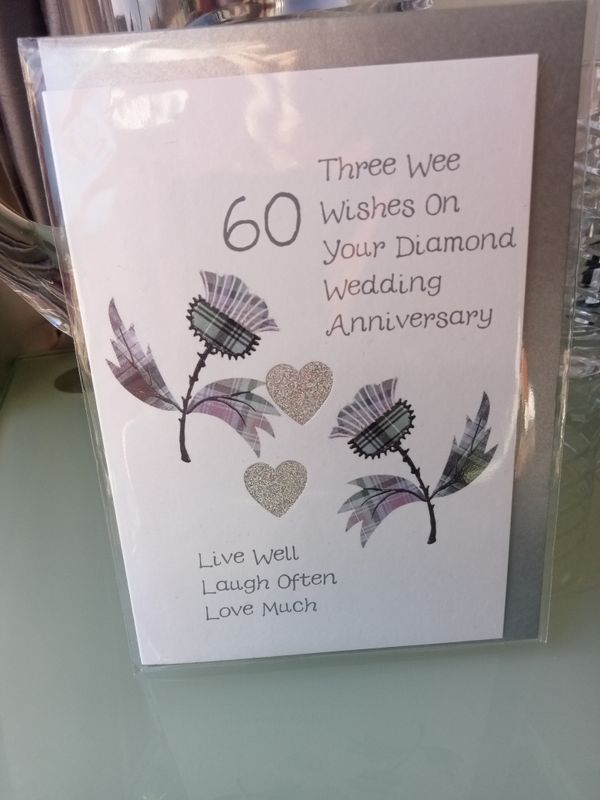 60
Three Wee
Wishes On
Your Diamond
Wedding
Anniversary
Live Well
Laugh Often
Love Much